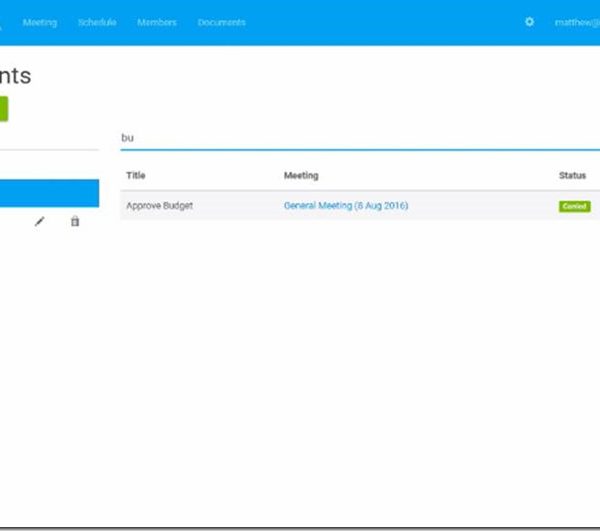 Meeting Schedule Members Documents matthew@
nts
bu
Title Meeting Status
Approve Budget General Meeting (8 Aug 2016) Carried